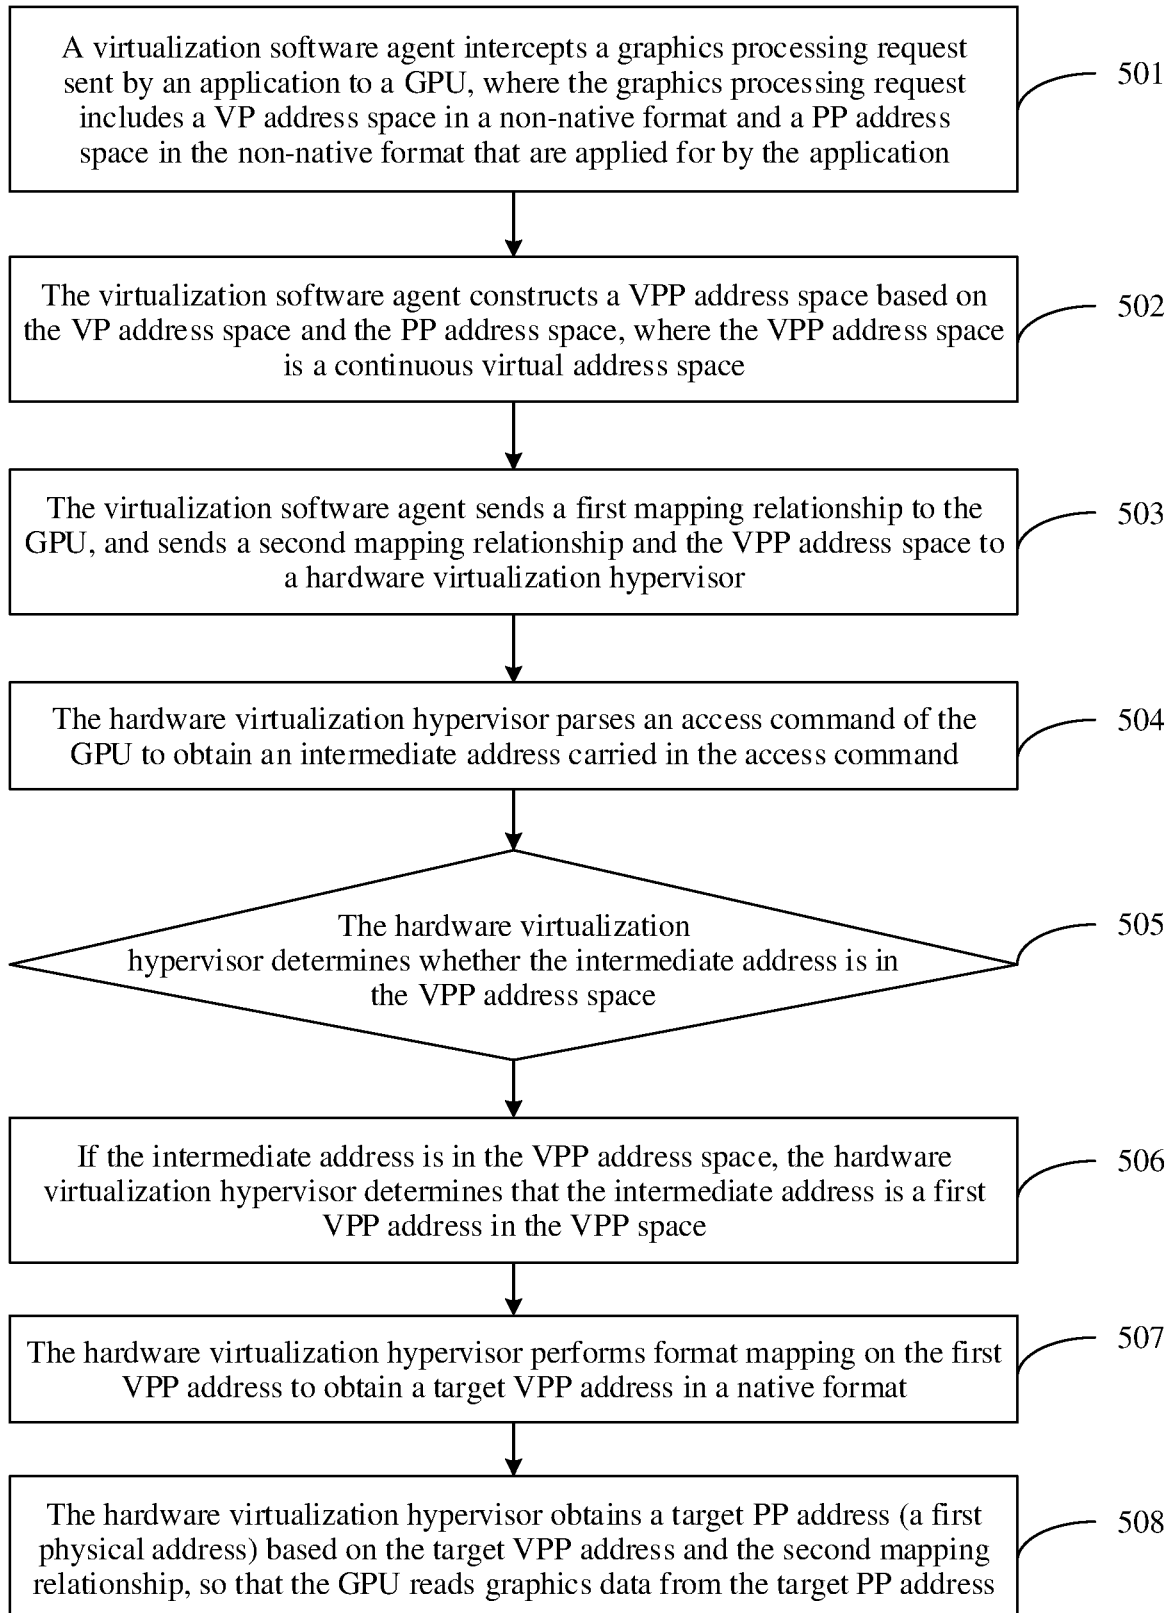 A virtualization software agent intercepts a graphics processing request
sent by an application to a GPU, where the graphics processing request
includes a VP address space in a non-native format and a PP address
space in the non-native format that are applied for by the application
501
The virtualization software agent constructs a VPP address space based on
the VP address space and the PP address space, where the VPP address space
is a continuous virtual address space
502
The virtualization software agent sends a first mapping relationship to the
GPU, and sends a second mapping relationship and the VPP address space to
a hardware virtualization hypervisor
503
The hardware virtualization hypervisor parses an access command of the
GPU to obtain an intermediate address carried in the access command
504
The hardware virtualization
hypervisor determines whether the intermediate address is in
the VPP address space
505
If the intermediate address is in the VPP address space, the hardware
virtualization hypervisor determines that the intermediate address is a first
VPP address in the VPP space
506
The hardware virtualization hypervisor performs format mapping on the first
VPP address to obtain a target VPP address in a native format
507
The hardware virtualization hypervisor obtains a target PP address (a first
physical address) based on the target VPP address and the second mapping
relationship, so that the GPU reads graphics data from the target PP address
508